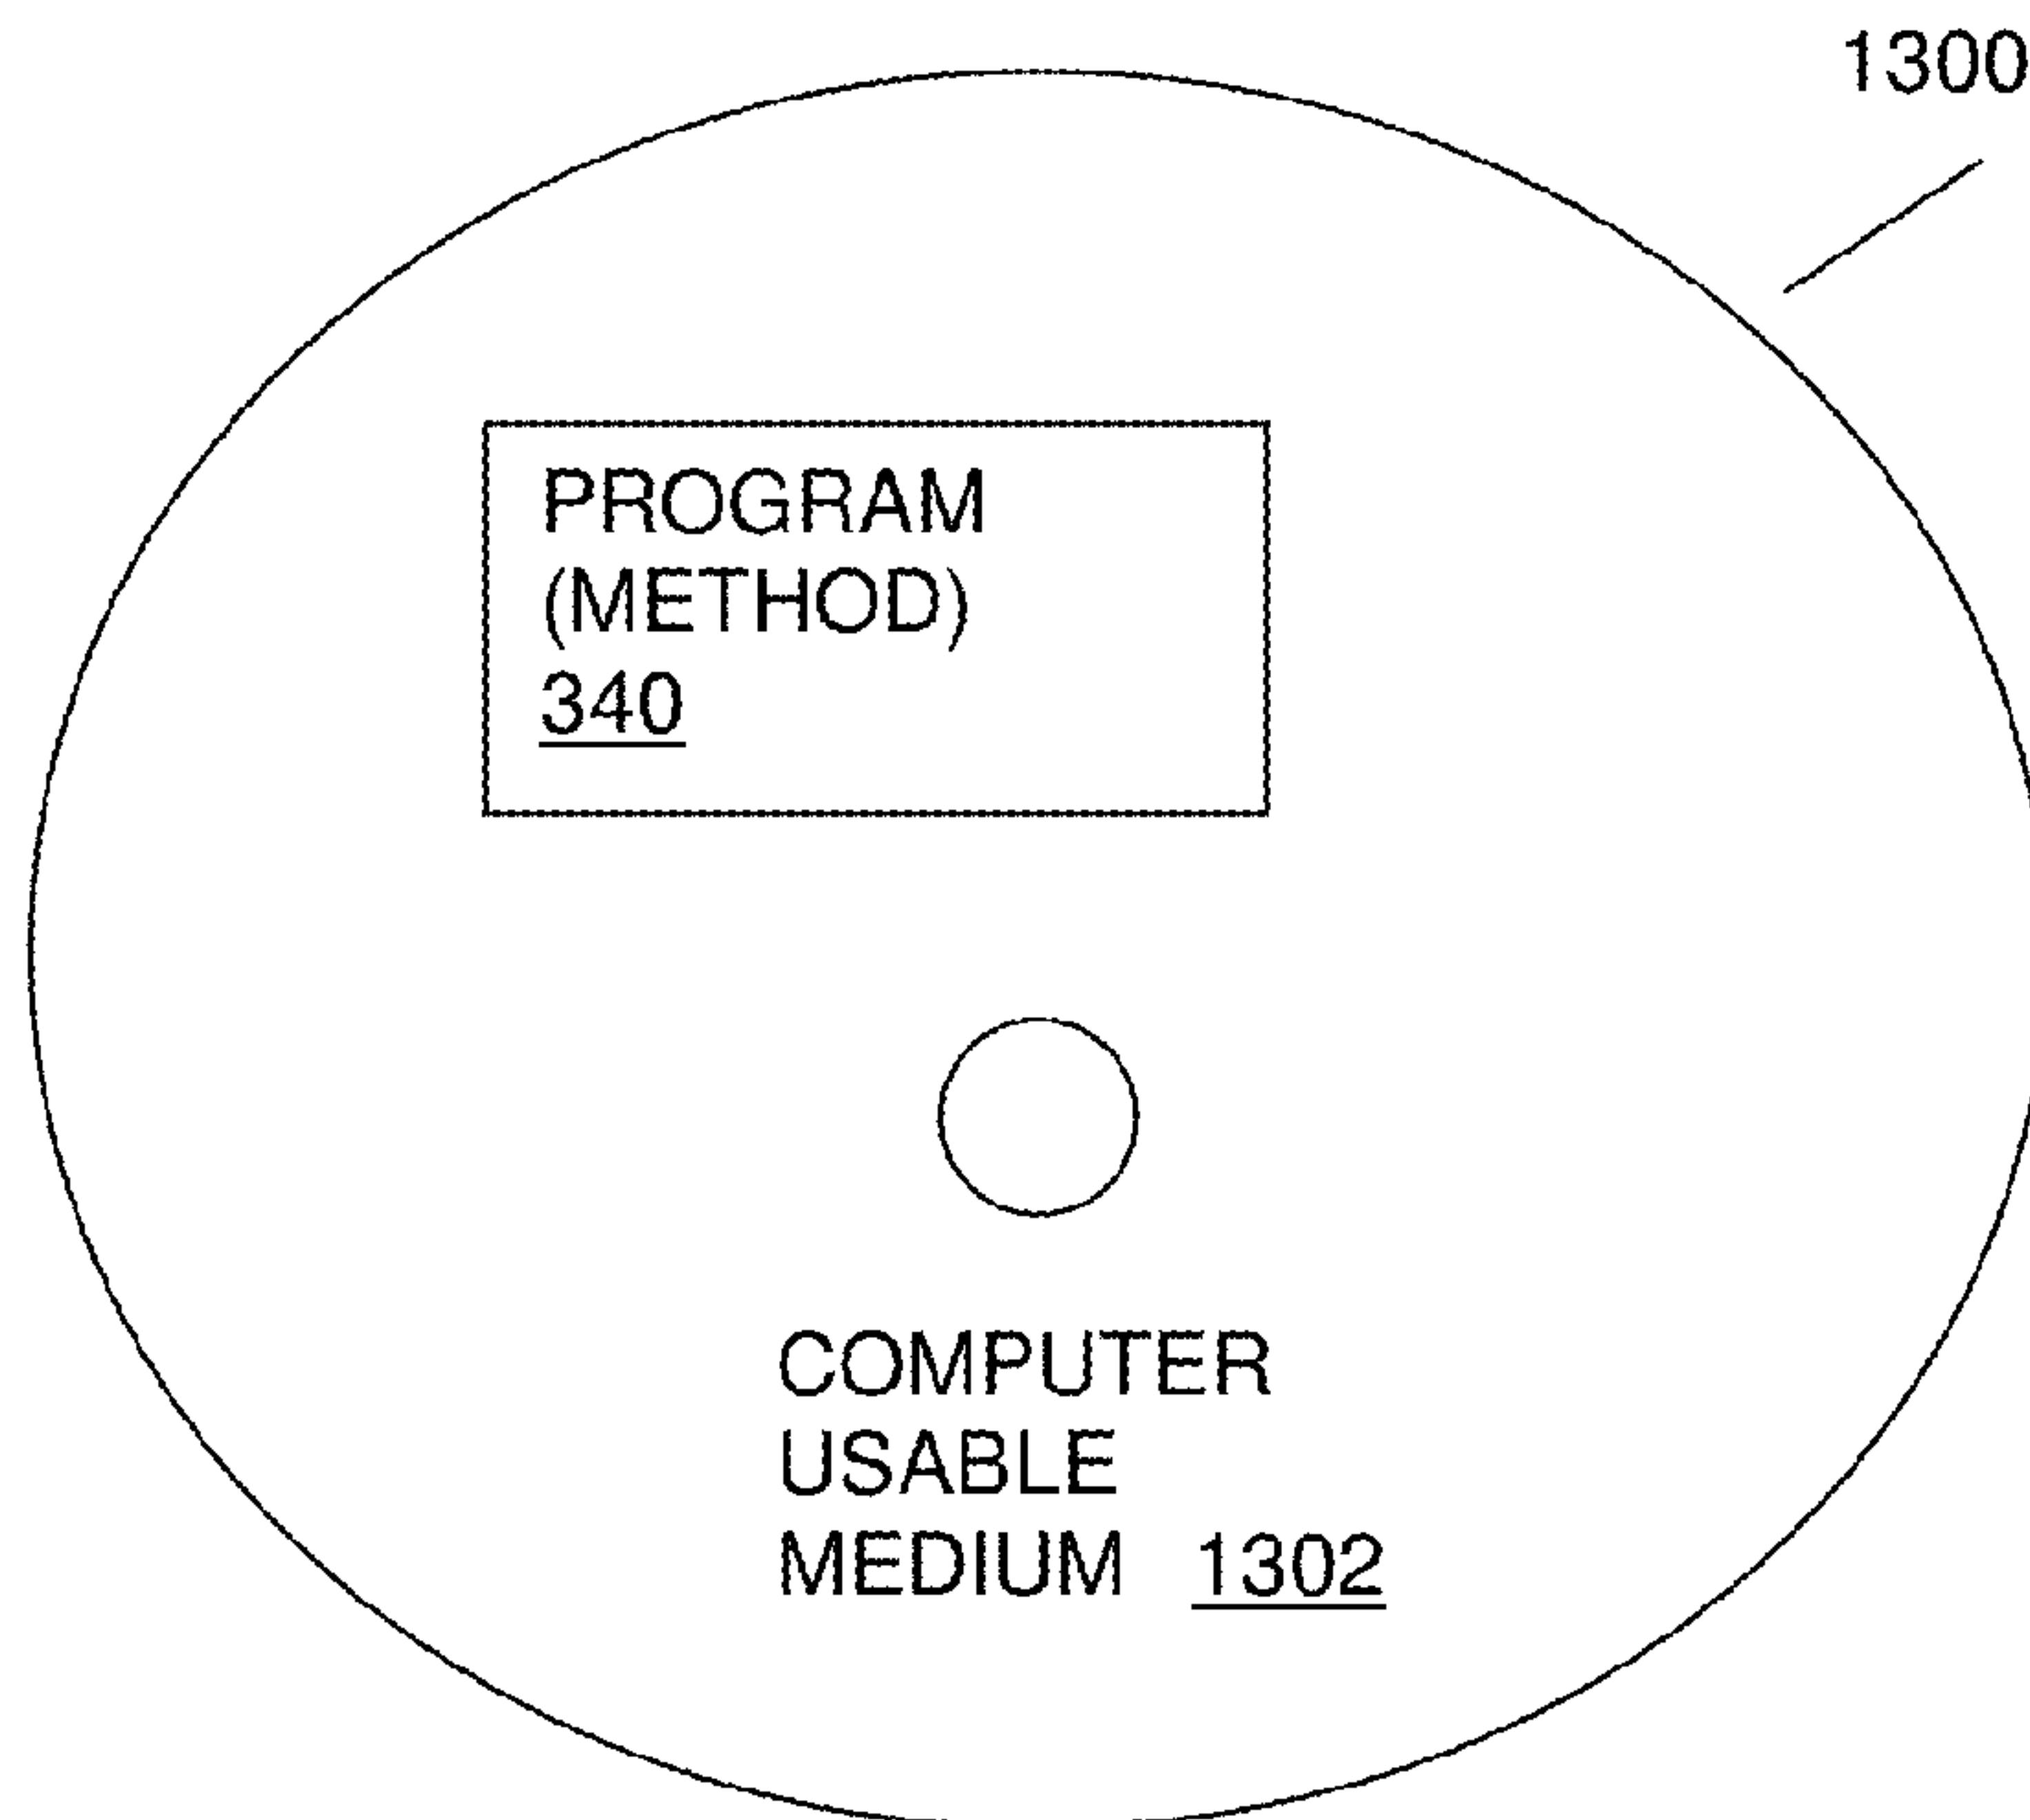 1300
PROGRAM
(METHOD)
340
COMPUTER
USABLE
MEDIUM 1302